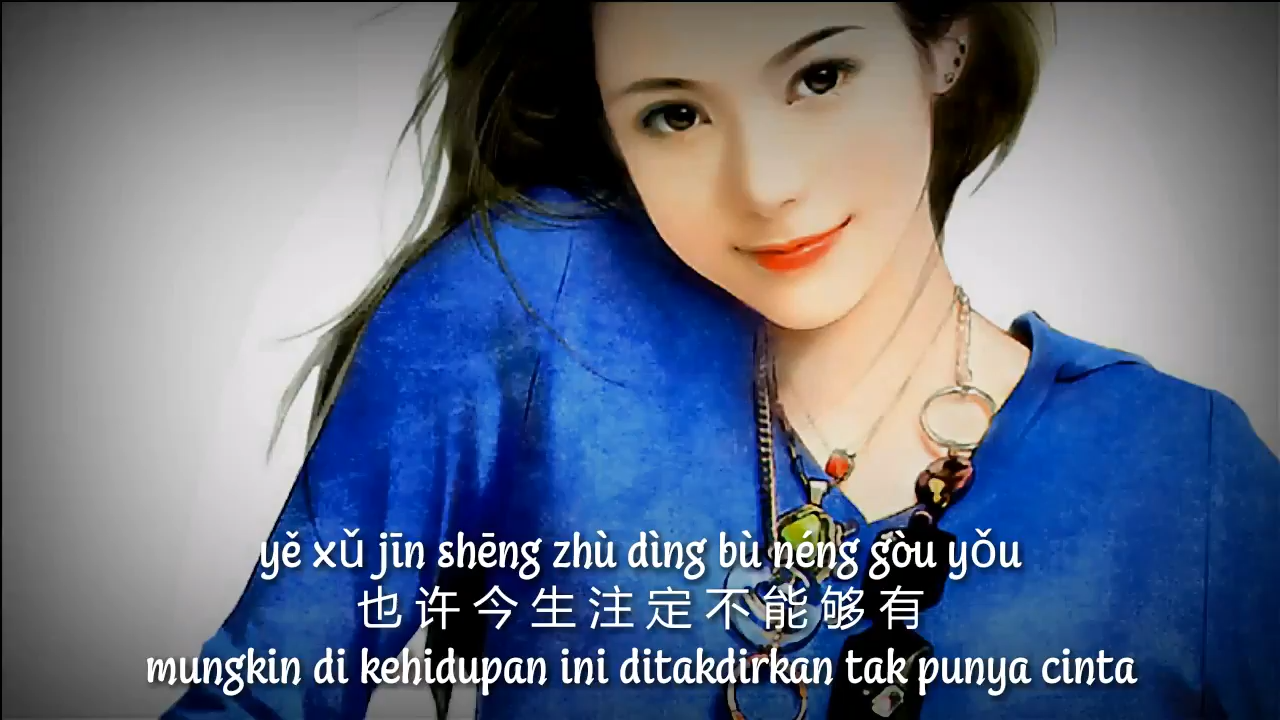 yě xǔ jīn shēng zhù dìng bù néng gòu yǒu
也许今生注定不能够有
mungkin di kehidupan ini ditakdirkan tak punya cinta